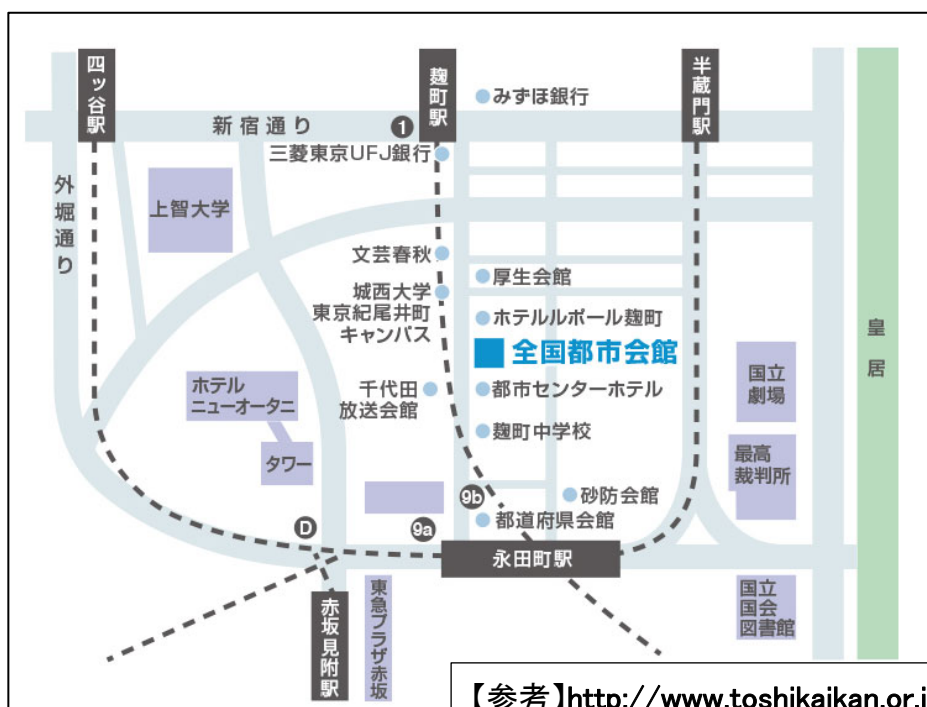 四ッ谷駅
麹町駅
半蔵門駅
みずほ銀行
新宿通り
1
三菱東京UFJ銀行
外堀通り
上智大学
文芸春秋
厚生会館
城西大学
東京紀尾井町
キャンパス
ホテルルポール麹町
全国都市会館
皇居
国立
劇場
ホテル
ニューオータニ
千代田
放送会館
都市センターホテル
麹町中学校
タワー
最高
裁判所
9b
砂防会館
D
9a
都道府県会館
永田町駅
赤坂見附駅
東急プラザ赤坂
国立
国会
図書館
【参考】http://www.toshikaikan.or.j